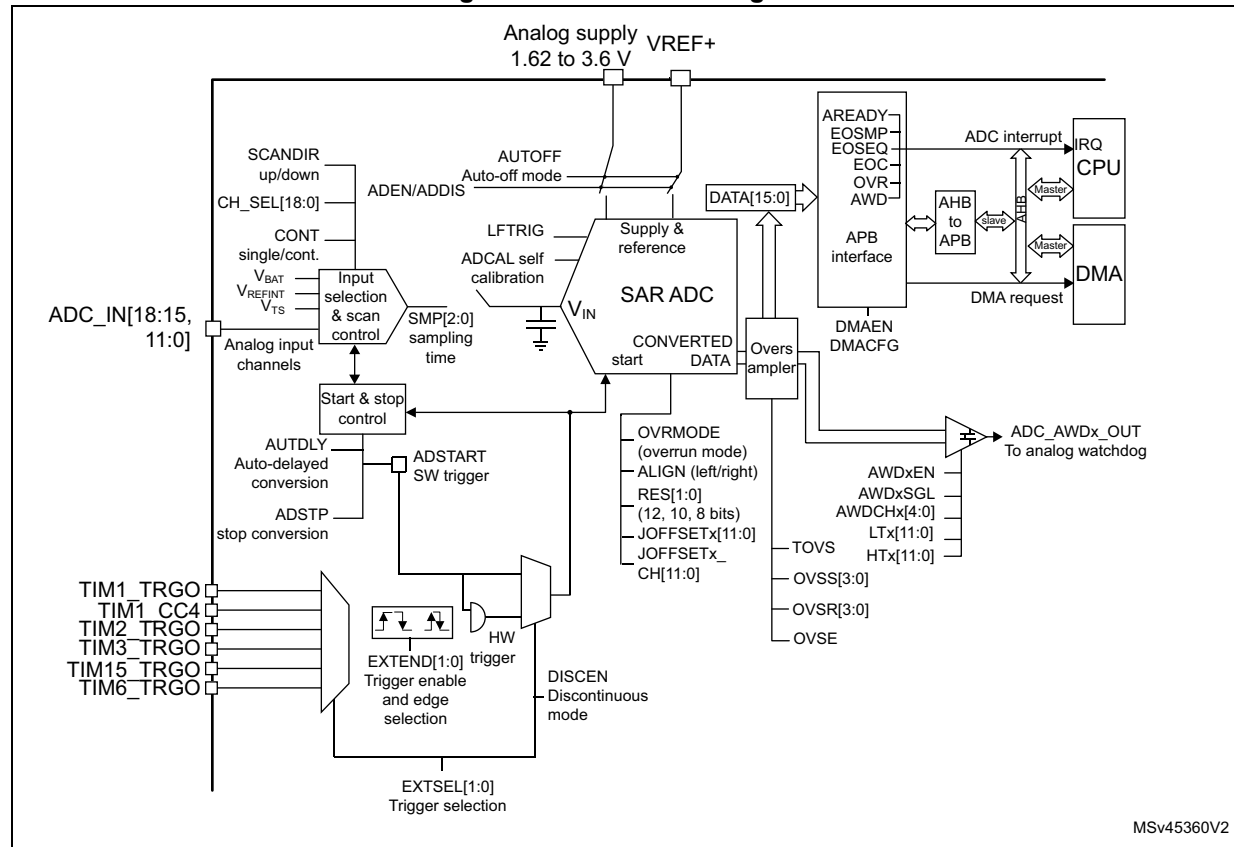 Analog supply
1.62 to 3.6 V
VREF+
SCANDIR
up/down
CH_SEL[18:0]
CONT
single/cont.
VBAT
VREFINT
VTS
ADC_IN[18:15,
11:0]
Analog input
channels
Input
selection
& scan
control
SMP[2:0]
sampling
time
AUTOFF
Auto-off mode
ADEN/ADDIS
LFTRIG
ADCAL self
calibration
Supply &
reference
SAR ADC
VIN
CONVERTED
DATA
start
DATA[15:0]
AREADY
EOSMP
EOSEQ
EOC
OVR
AWD
APB
interface
ADC interrupt
IRQ
CPU
Master
AHB
to
APB
slave
AHB
Master
DMA
DMA request
DMAEN
DMACFG
Overs
ampler
Start & stop
control
AUTDLY
Auto-delayed
conversion
ADSTP
stop conversion
ADSTART
SW trigger
OVRMODE
(overrun mode)
ALIGN (left/right)
RES[1:0]
(12, 10, 8 bits)
JOFFSETx[11:0]
JOFFSETx_
CH[11:0]
ADC_AWDx_OUT
To analog watchdog
AWDxEN
AWDxSGL
AWDCHx[4:0]
LTx[11:0]
HTx[11:0]
TOVS
OVSS[3:0]
OVSR[3:0]
OVSE
TIM1_TRGO
TIM1_CC4
TIM2_TRGO
TIM3_TRGO
TIM15_TRGO
TIM6_TRGO
EXTEND[1:0]
Trigger enable
and edge
selection
HW
trigger
DISCEN
Discontinuous
mode
EXTSEL[1:0]
Trigger selection
MSv45360V2